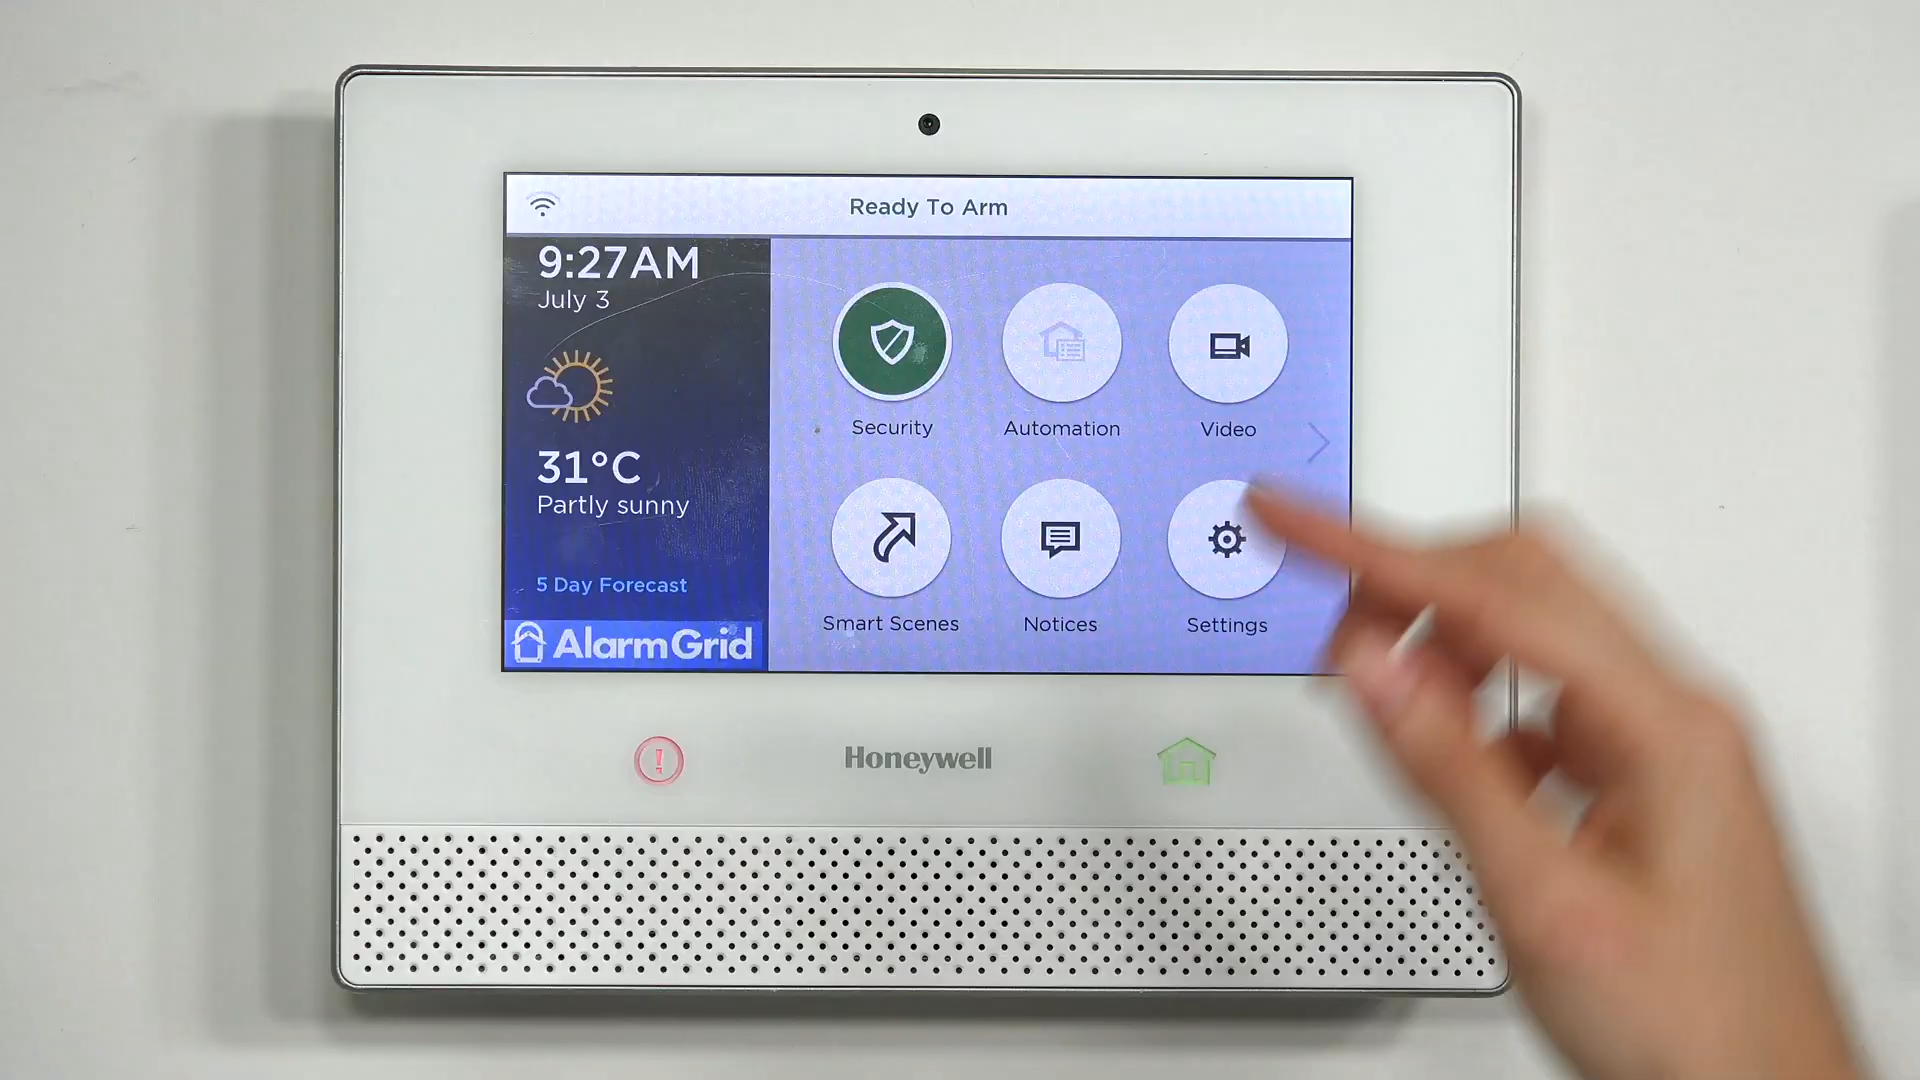 Ready To Arm
9:27AM
July 3
31°C
Partly sunny
5 Day Forecast
AlarmGrid
Security
Automation
Video
Smart Scenes
Notices
Settings
Honeywell